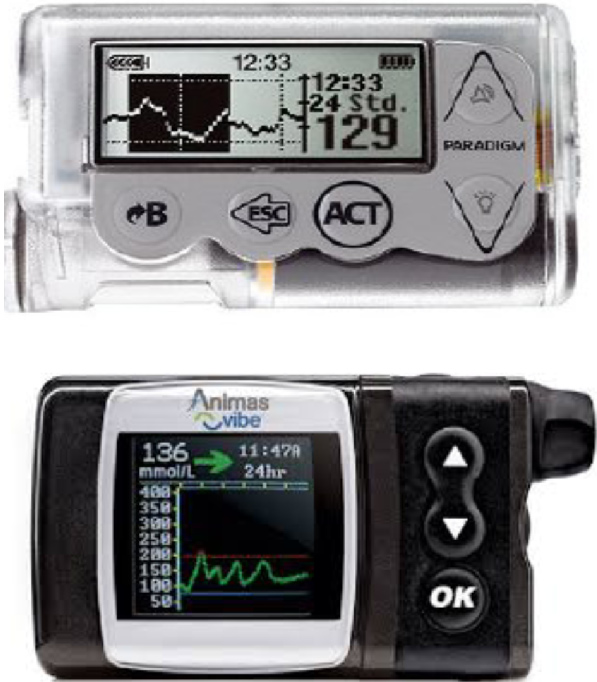 12:33
12:33
24 Std.
129
PARADIGM
B
ESC
ACT
Animas
vibe
136
11:47A
mmol/L
24hr
400
350
300
250
200
150
100
50
OK